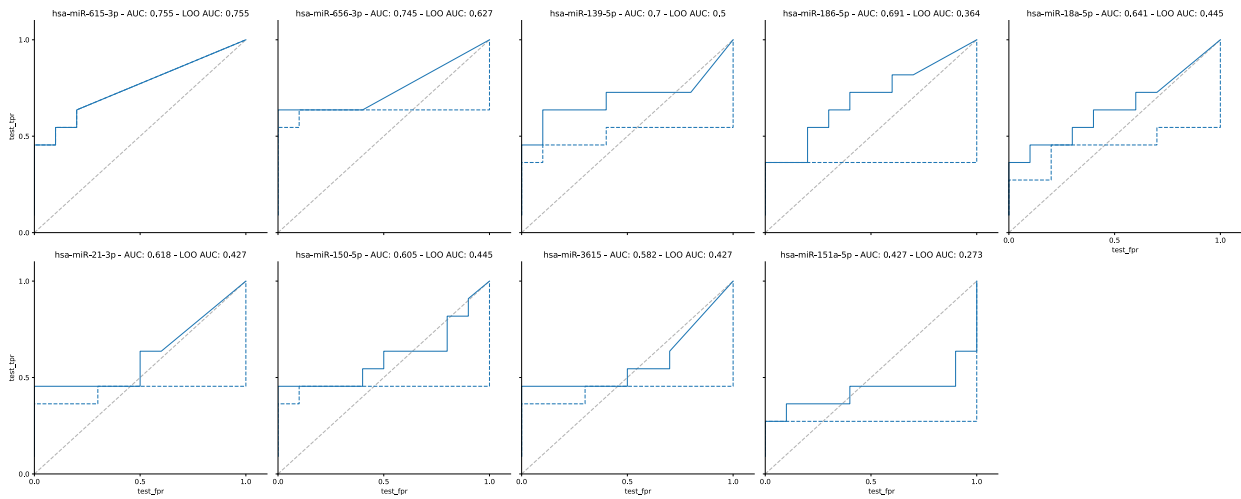 hsa-miR-615-3p - AUC: 0,755 - LOO AUC: 0,755
hsa-miR-656-3p - AUC: 0,745 - LOO AUC: 0,627
hsa-miR-139-5p - AUC: 0,7 - LOO AUC: 0,5
hsa-miR-186-5p - AUC: 0,691 - LOO AUC: 0,364
hsa-miR-18a-5p - AUC: 0,641 - LOO AUC: 0,445
1.0
0.5
0.0
test_tpr
0.0
0.5
1.0
test_fpr
hsa-miR-21-3p - AUC: 0,618 - LOO AUC: 0,427
hsa-miR-150-5p - AUC: 0,605 - LOO AUC: 0,445
hsa-miR-3615 - AUC: 0,582 - LOO AUC: 0,427
hsa-miR-151a-5p - AUC: 0,427 - LOO AUC: 0,273
1.0
0.5
0.0
test_tpr
0.0
0.5
1.0
test_fpr
0.0
0.5
1.0
test_fpr
0.0
0.5
1.0
test_fpr
0.0
0.5
1.0
test_fpr